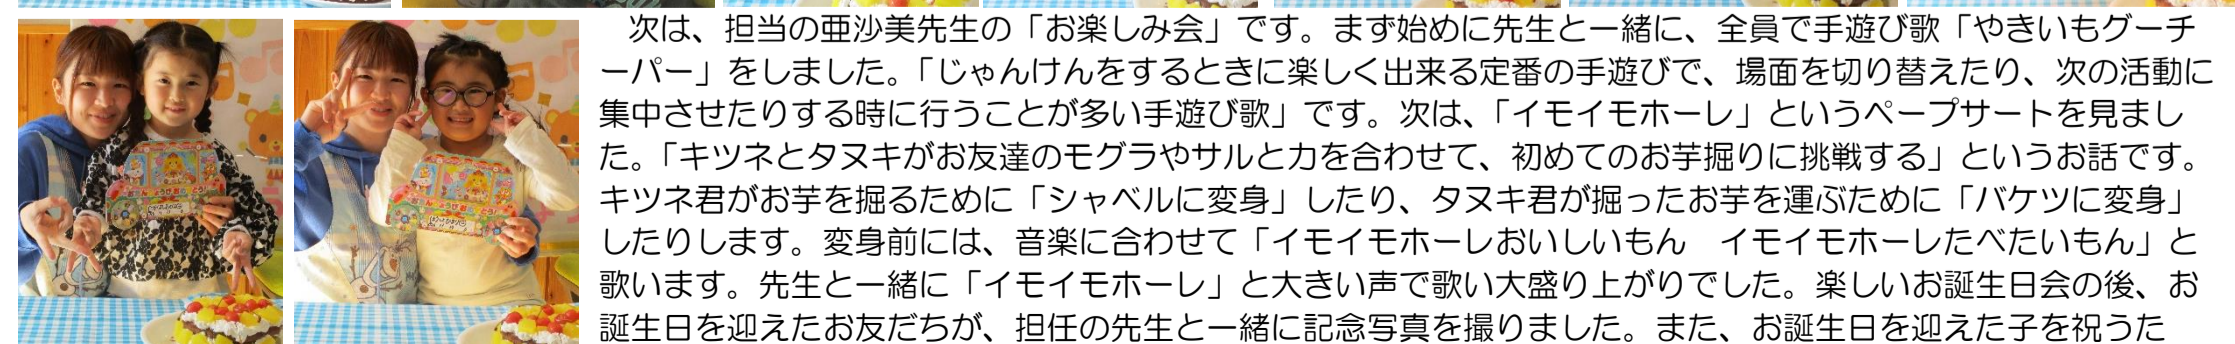 次は、担当の亜沙美先生の「お楽しみ会」です。まず始めに先生と一緒に、全員で手遊び歌「やきいもグーチ
ーパー」をしました。「じゃんけんをするときに楽しく出来る定番の手遊びで、場面を切り替えたり、次の活動に
集中させたりする時に行うことが多い手遊び歌」です。次は、「イモイモホーレ」というペープサートを見まし
た。「キツネとタヌキがお友達のモグラやサルと力を合わせて、初めてのお芋掘りに挑戦する」というお話です。
キツネ君がお芋を掘るために「シャベルに変身」したり、タヌキ君が掘ったお芋を運ぶために「バケツに変身」
したりします。変身前には、音楽に合わせて「イモイモホーレおいしいもん　イモイモホーレたべたいもん」と
歌います。先生と一緒に「イモイモホーレ」と大きい声で歌い大盛り上がりでした。楽しいお誕生日会の後、お
誕生日を迎えたお友だちが、担任の先生と一緒に記念写真を撮りました。また、お誕生日を迎えた子を祝うた